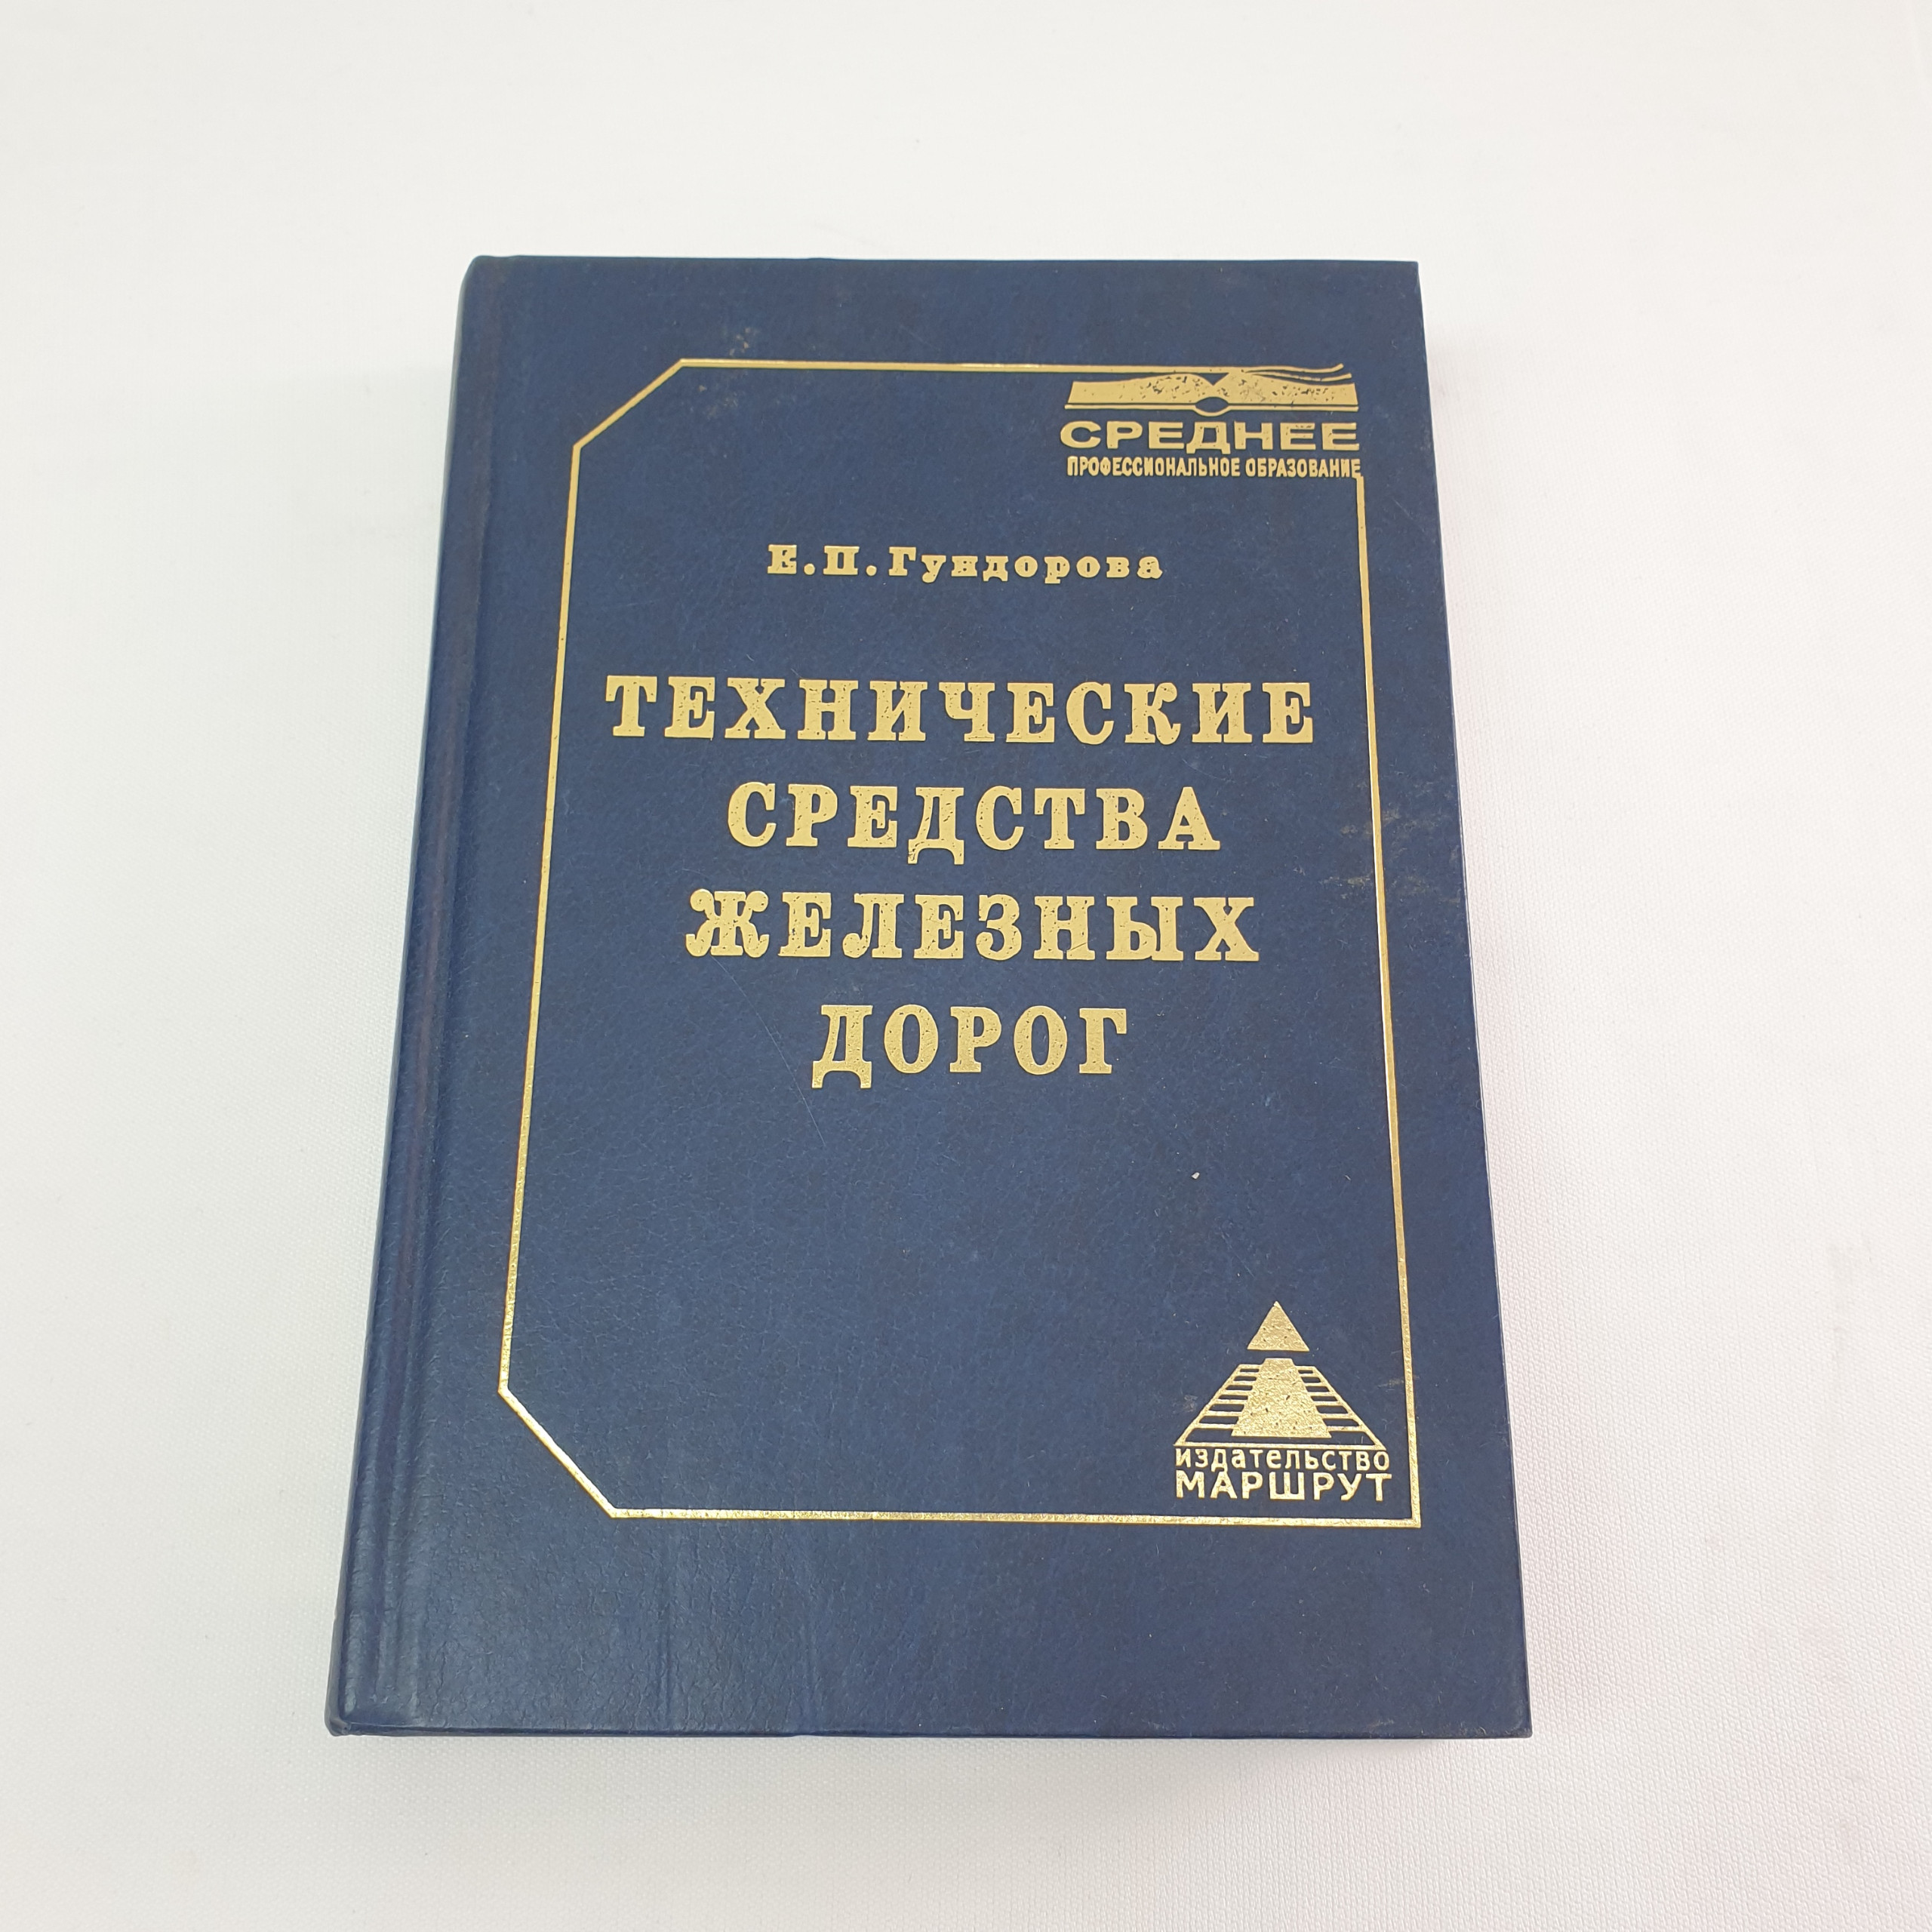 СРЕДНЕЕ
ПРОФЕССИОНАЛЬНОЕ ОБРАЗОВАНИЕ
Е.П.Гундорова
ТЕХНИЧЕСКИЕ
СРЕДСТВА
ЖЕЛЕЗНЫХ
ДОРОГ
издательство
МАРШРУТ